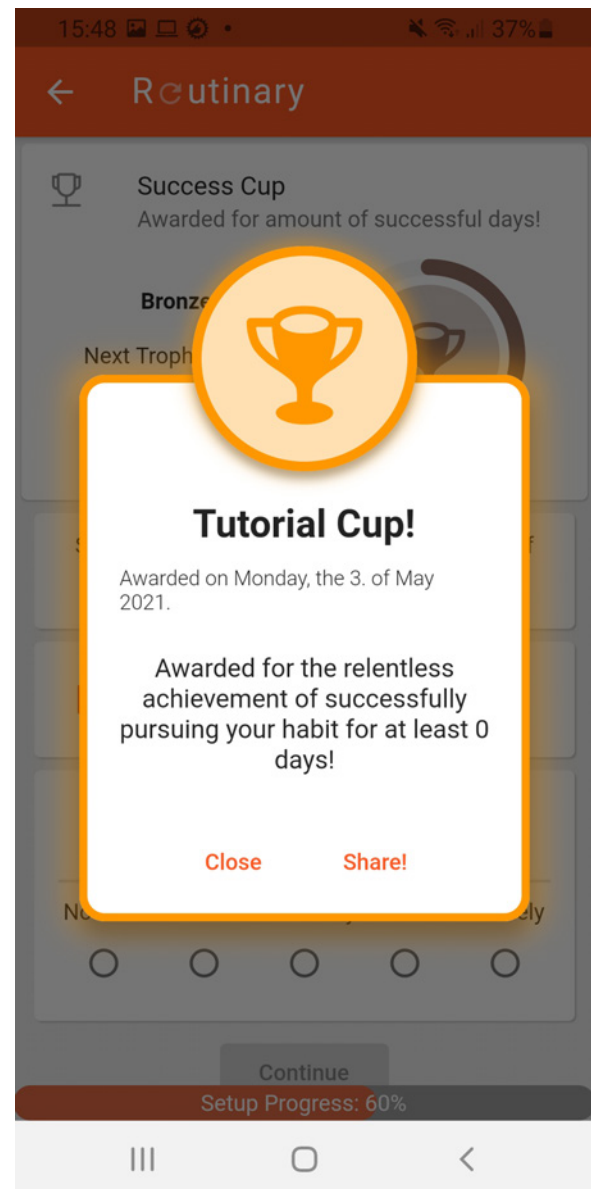 15:48
37%
Routinary
Success Cup
Awarded for amount of successful days!
Bronze
Next Troph
Tutorial Cup!
Awarded on Monday, the 3. of May
2021.
Awarded for the relentless
achievement of successfully
pursuing your habit for at least 0
days!
Close Share!
Continue
Setup Progress: 60%